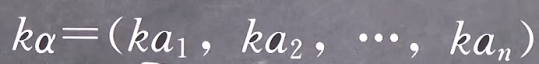 kα=(ka₁, ka₂, ⋯, kaₙ)